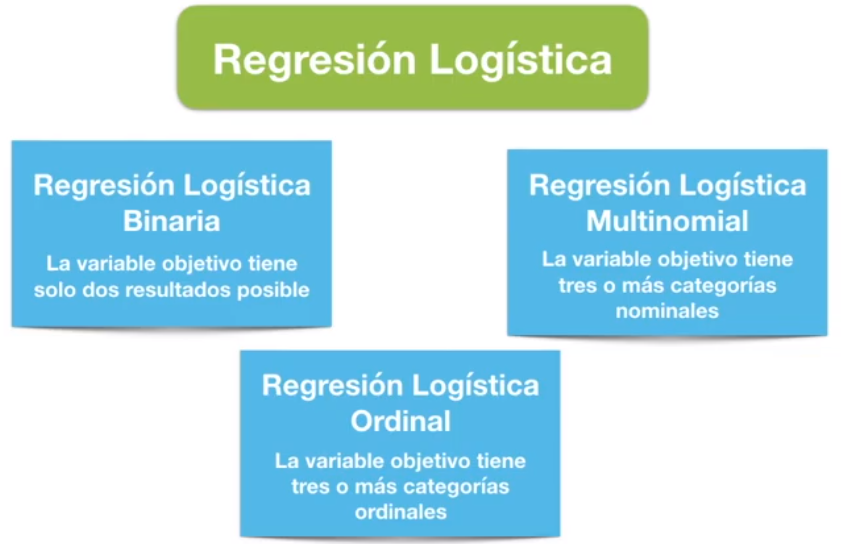 Regresión Logística
Regresión Logística
Binaria
La variable objetivo tiene
solo dos resultados posible
Regresión Logística
Multinomial
La variable objetivo tiene
tres o más categorías
nominales
Regresión Logística
Ordinal
La variable objetivo tiene
tres o más categorías
ordinales